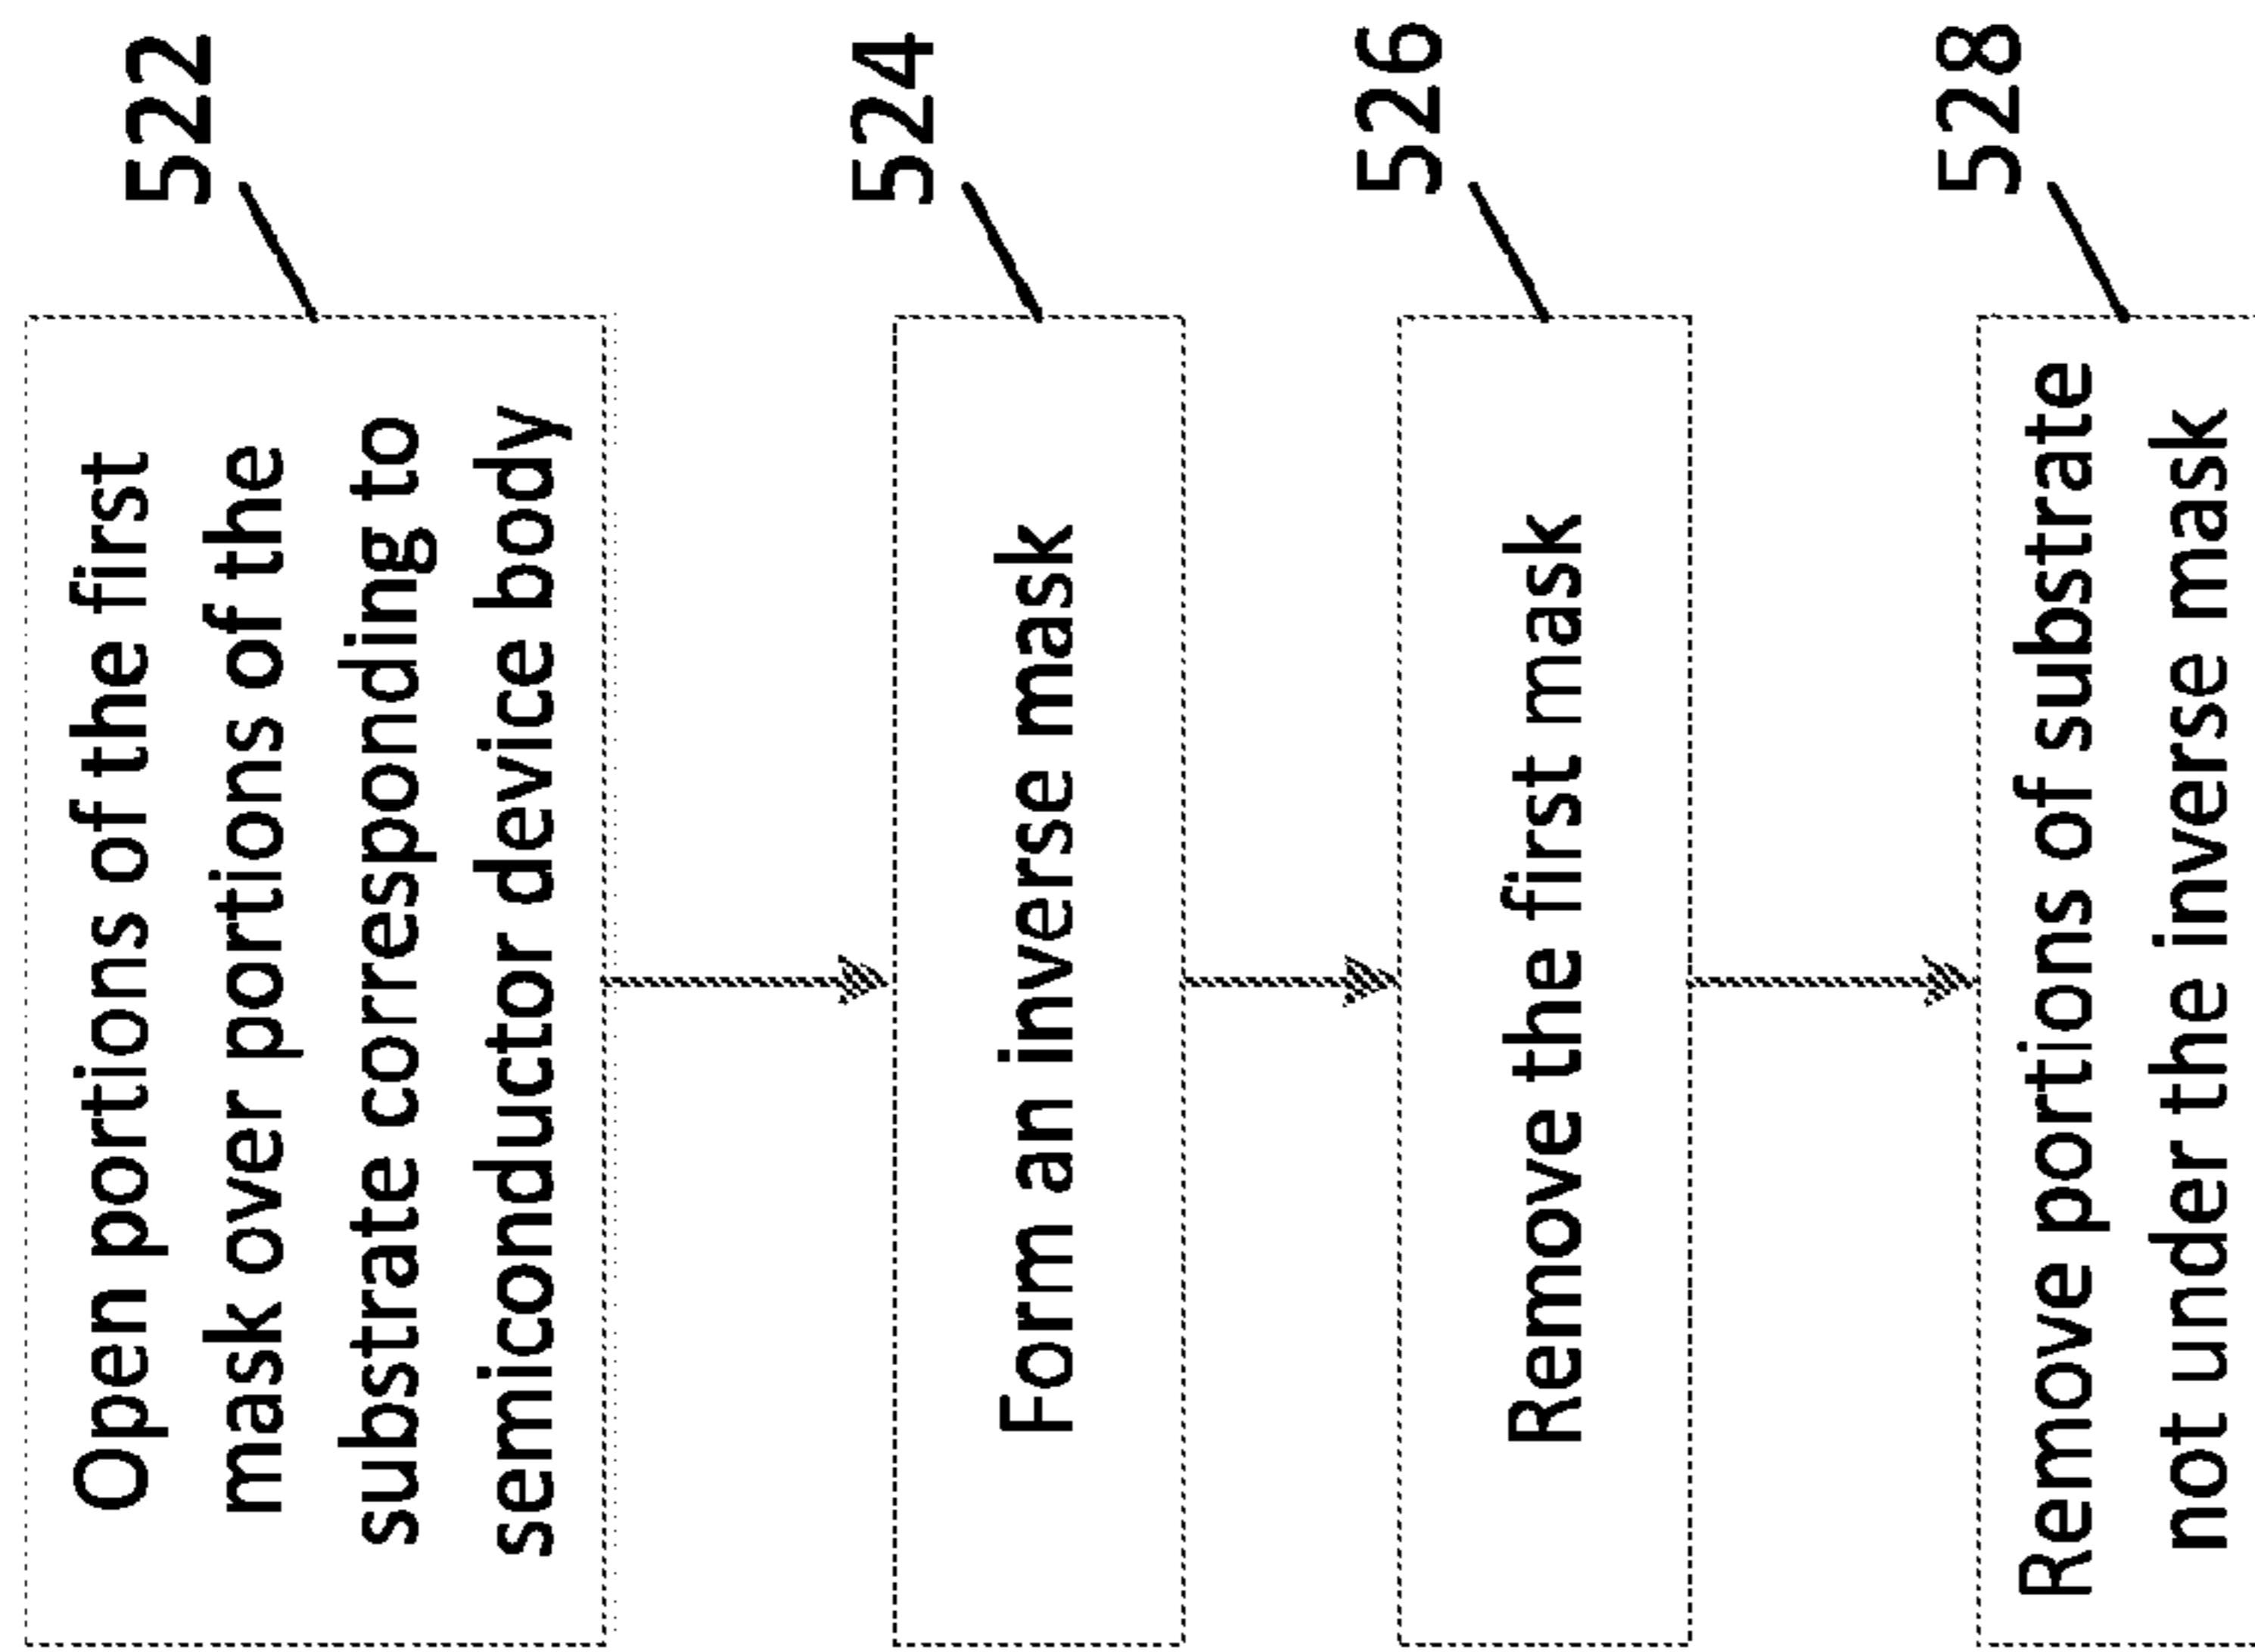 Open portions of the first
mask over portions of the
substrate corresponding to
semiconductor device body
522
Form an inverse mask
524
Remove the first mask
526
Remove portions of substrate
not under the inverse mask
528